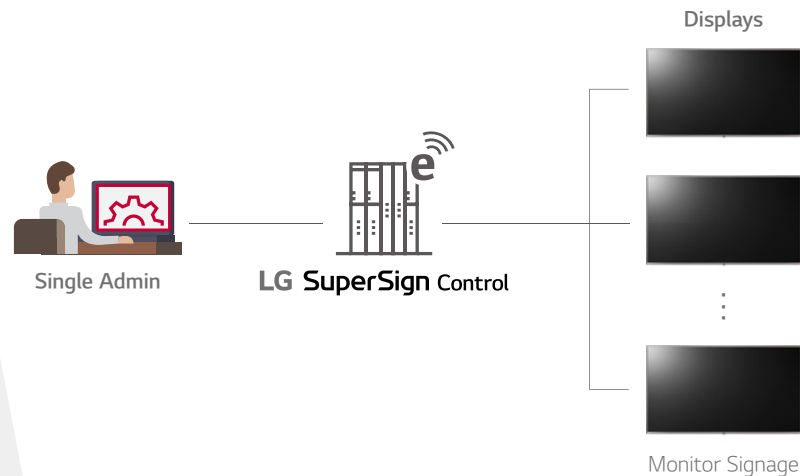 Displays
e
Single Admin
LG SuperSign Control
Monitor Signage